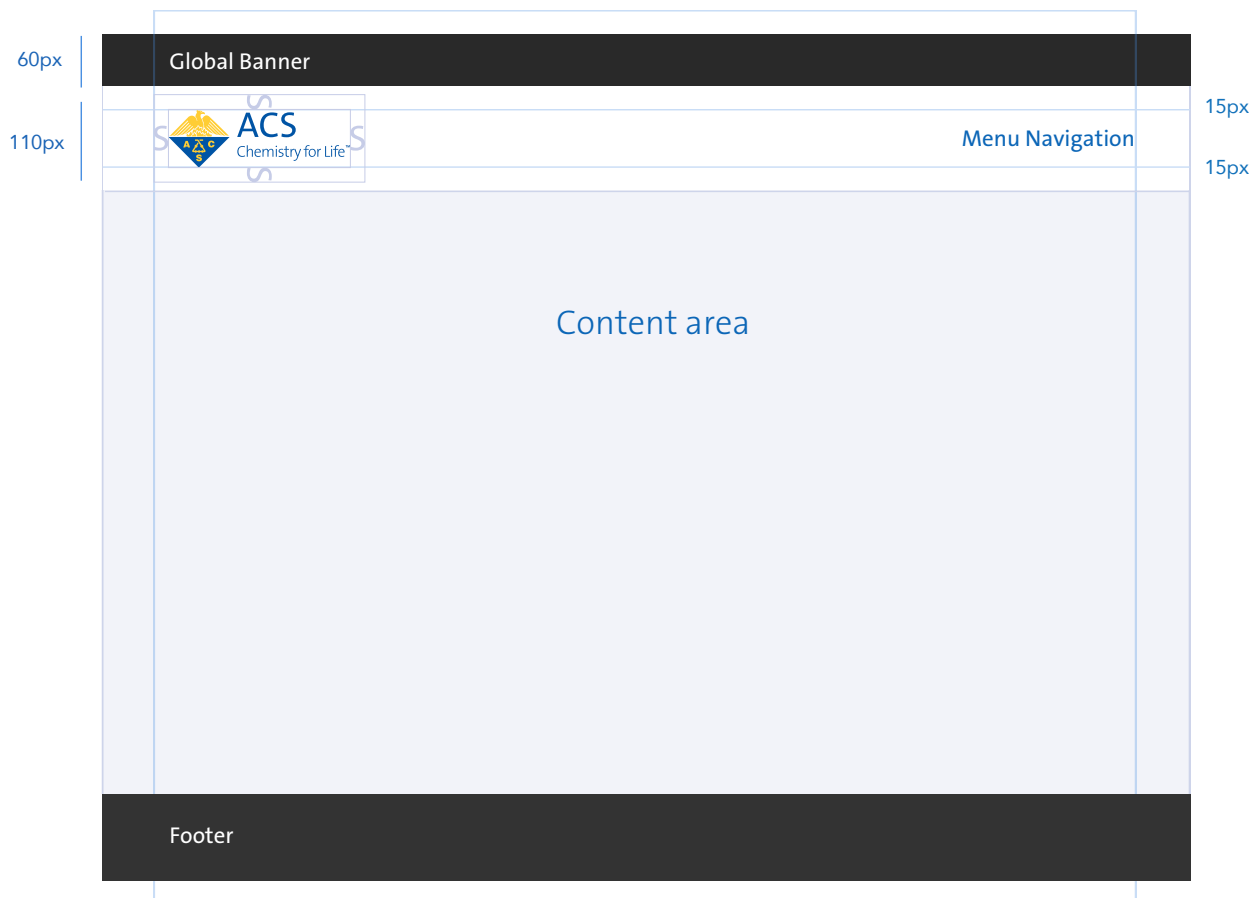 60px
Global Banner
110px
S
S
ACS
Chemistry for Life™
A C S
S
S
Menu Navigation
15px
15px
Content area
Footer